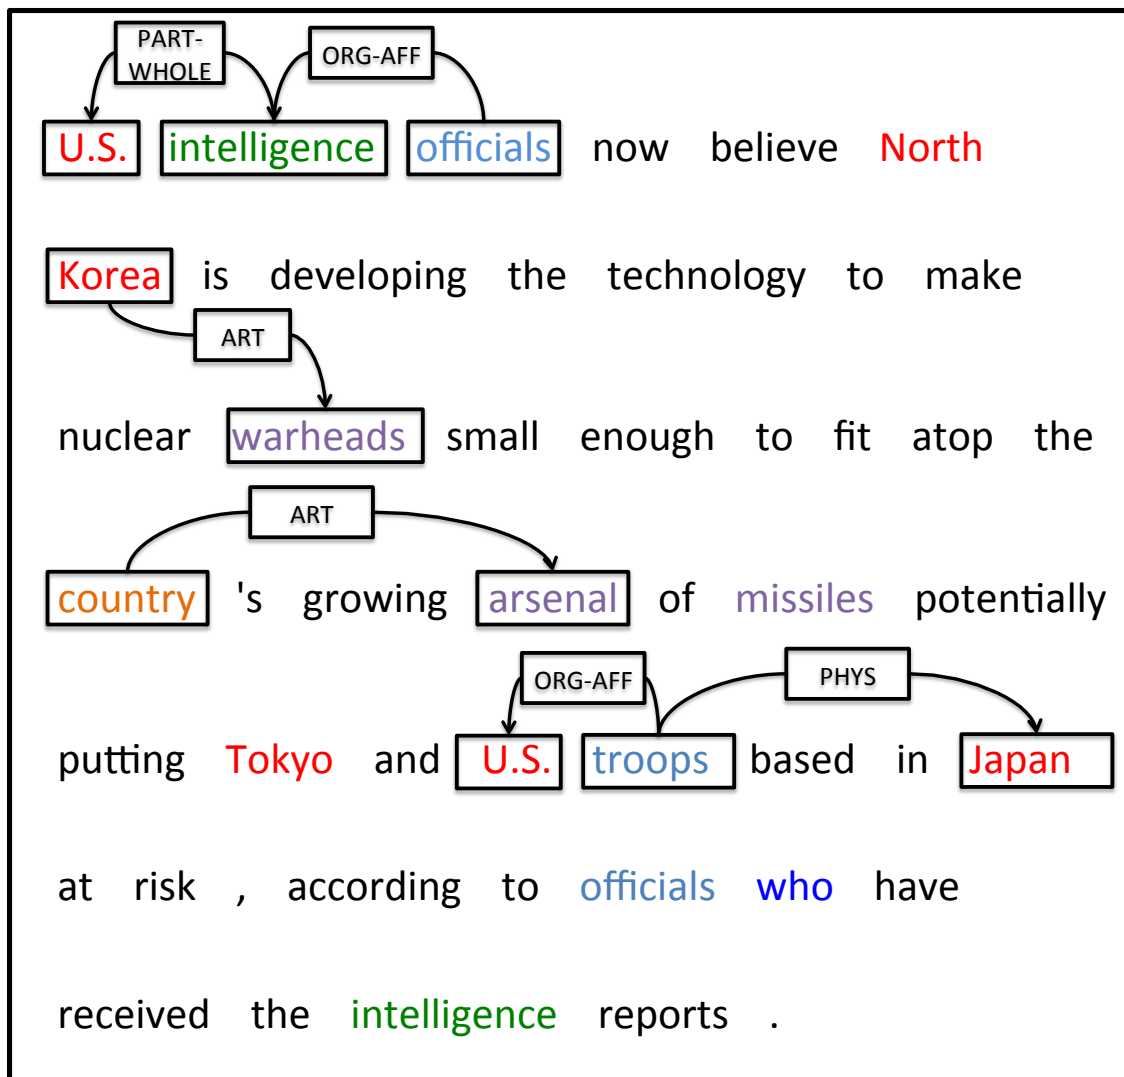 PART-
WHOLE
ORG-AFF
U.S. intelligence officials now believe North
Korea is developing the technology to make
ART
nuclear warheads small enough to fit atop the
ART
country 's growing arsenal of missiles potentially
ORG-AFF PHYS
putting Tokyo and U.S. troops based in Japan
at risk , according to officials who have
received the intelligence reports .